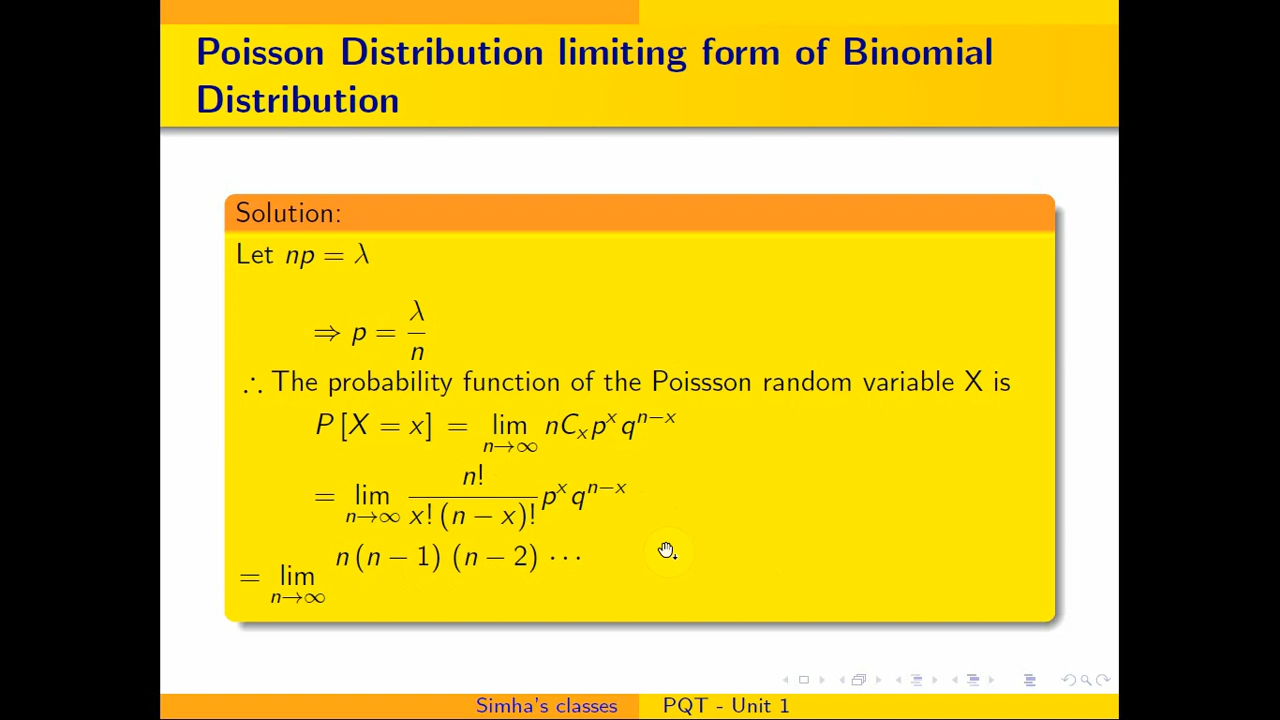 Poisson Distribution limiting form of Binomial
Distribution
Solution:
Let np = λ
⇒ p = λ/n
∴ The probability function of the Poissson random variable X is
P [X = x] = lim_{n→∞} nC_x p^x q^{n−x}
= lim_{n→∞} n! / x! (n − x)! p^x q^{n−x}
= lim_{n→∞} n (n − 1) (n − 2) ···
Simha's classes PQT - Unit 1